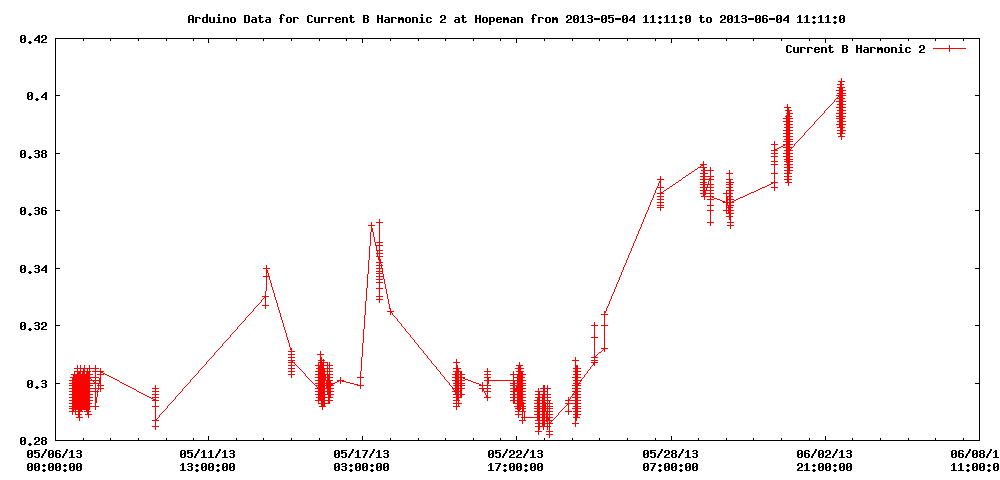 Arduino Data for Current B Harmonic 2 at Hopeman from 2013-05-04 11:11:0 to 2013-06-04 11:11:0
Current B Harmonic 2
0.42
0.4
0.38
0.36
0.34
0.32
0.3
0.28
05/06/13 05/11/13 05/17/13 05/22/13 05/28/13 06/02/13 06/08/1
00:00:00 13:00:00 03:00:00 17:00:00 07:00:00 21:00:00 11:00:0